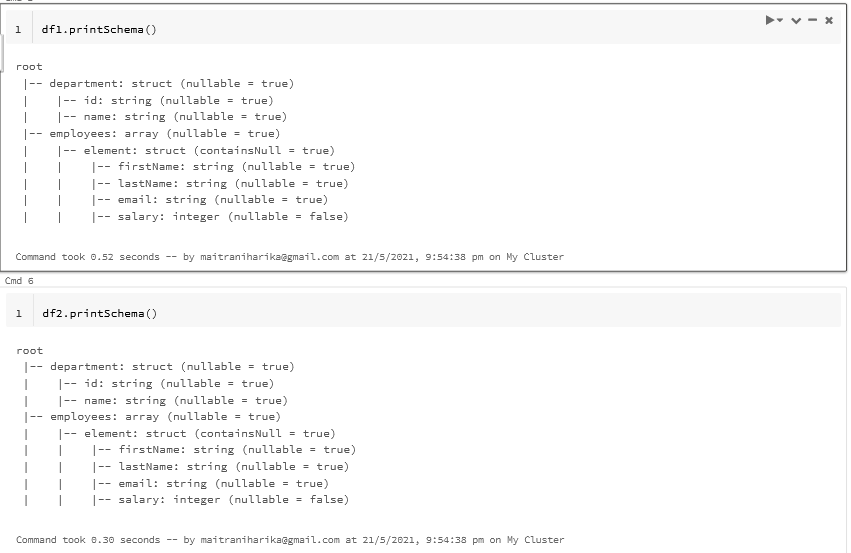 1 df1.printSchema()
root
|-- department: struct (nullable = true)
| |-- id: string (nullable = true)
| |-- name: string (nullable = true)
|-- employees: array (nullable = true)
| |-- element: struct (containsNull = true)
| | |-- firstName: string (nullable = true)
| | |-- lastName: string (nullable = true)
| | |-- email: string (nullable = true)
| | |-- salary: integer (nullable = false)
Command took 0.52 seconds -- by maitraniharika@gmail.com at 21/5/2021, 9:54:38 pm on My Cluster
Cmd 6
1 df2.printSchema()
root
|-- department: struct (nullable = true)
| |-- id: string (nullable = true)
| |-- name: string (nullable = true)
|-- employees: array (nullable = true)
| |-- element: struct (containsNull = true)
| | |-- firstName: string (nullable = true)
| | |-- lastName: string (nullable = true)
| | |-- email: string (nullable = true)
| | |-- salary: integer (nullable = false)
Command took 0.30 seconds -- by maitraniharika@gmail.com at 21/5/2021, 9:54:38 pm on My Cluster